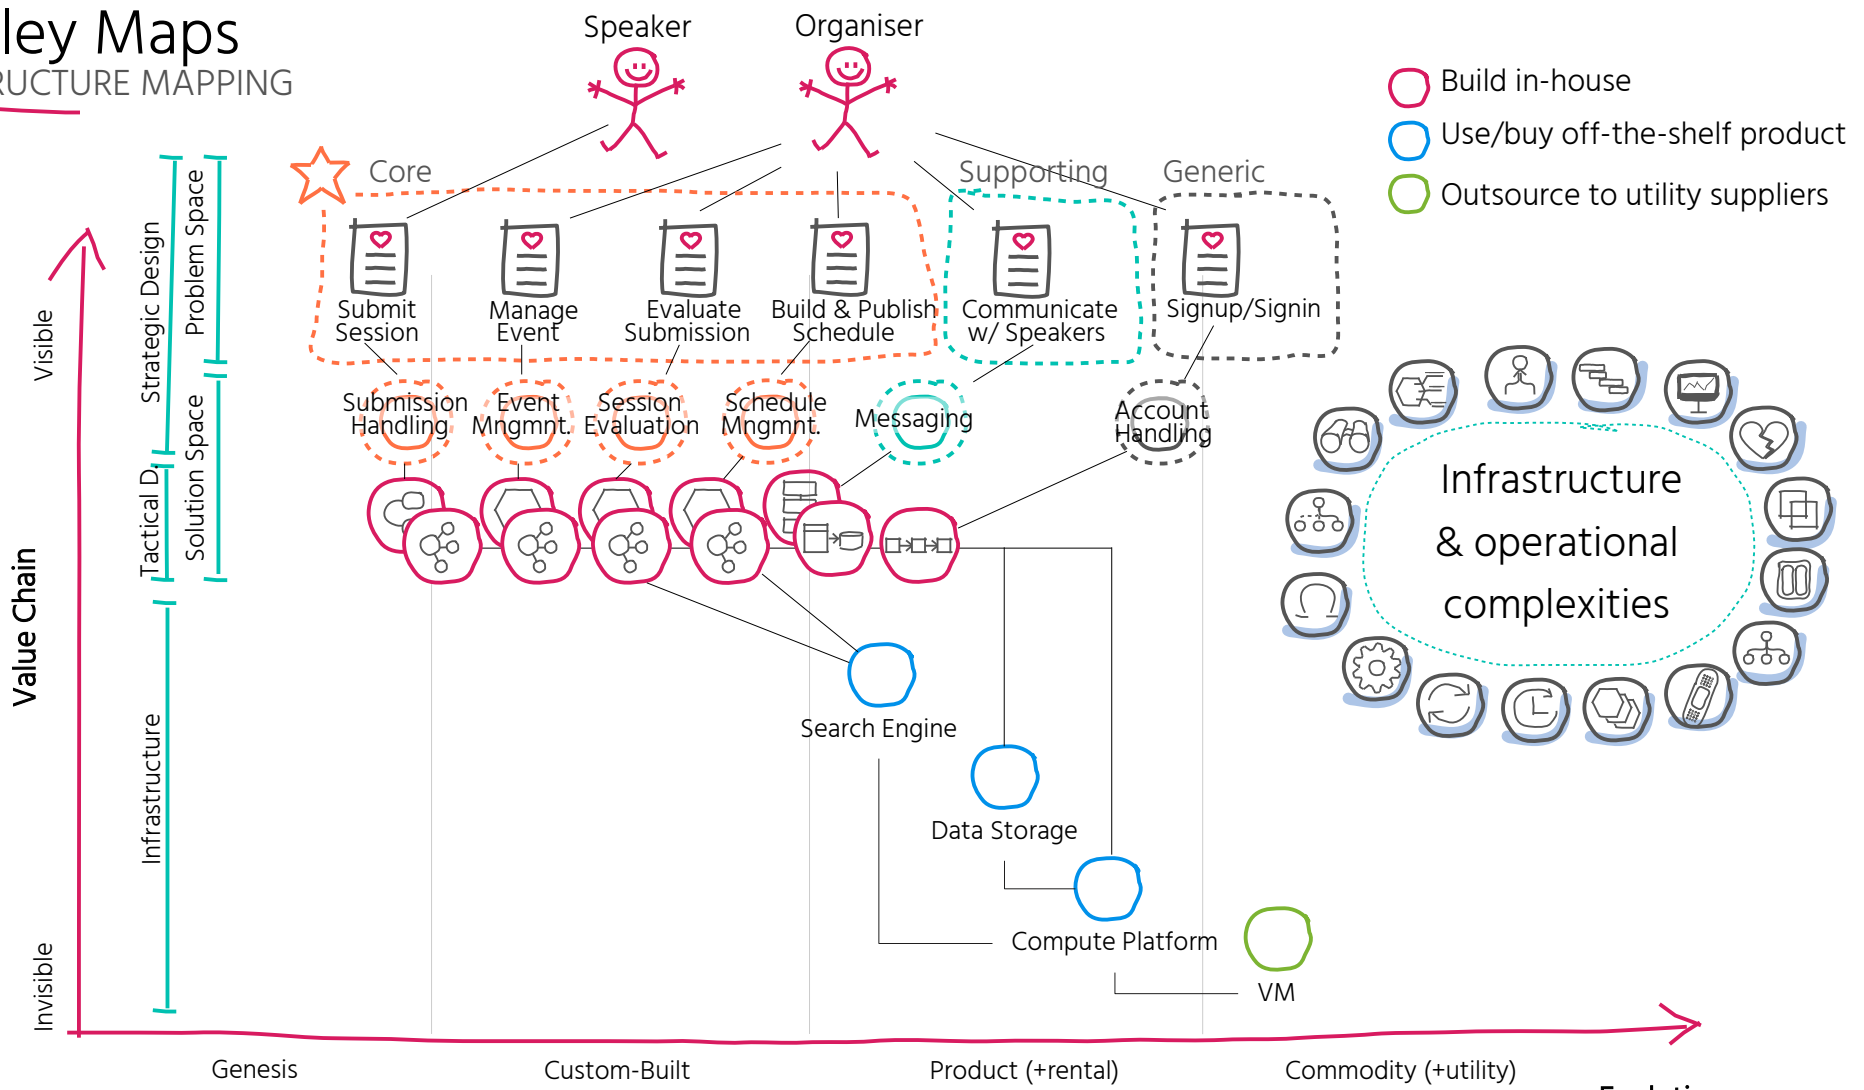 ley Maps
RUCTURE MAPPING
Speaker
Organiser
Build in-house
Use/buy off-the-shelf product
Outsource to utility suppliers
Core
Supporting
Generic
Submit
Session
Manage
Event
Evaluate
Submission
Build & Publish
Schedule
Communicate
w/ Speakers
Signup/Signin
Submission
Handling
Event
Mngmnt.
Session
Evaluation
Schedule
Mngmnt.
Messaging
Account
Handling
Strategic Design
Problem Space
Tactical D.
Solution Space
Infrastructure
Visible
Value Chain
Invisible
Search Engine
Data Storage
Compute Platform
VM
Infrastructure
& operational
complexities
Genesis
Custom-Built
Product (+rental)
Commodity (+utility)